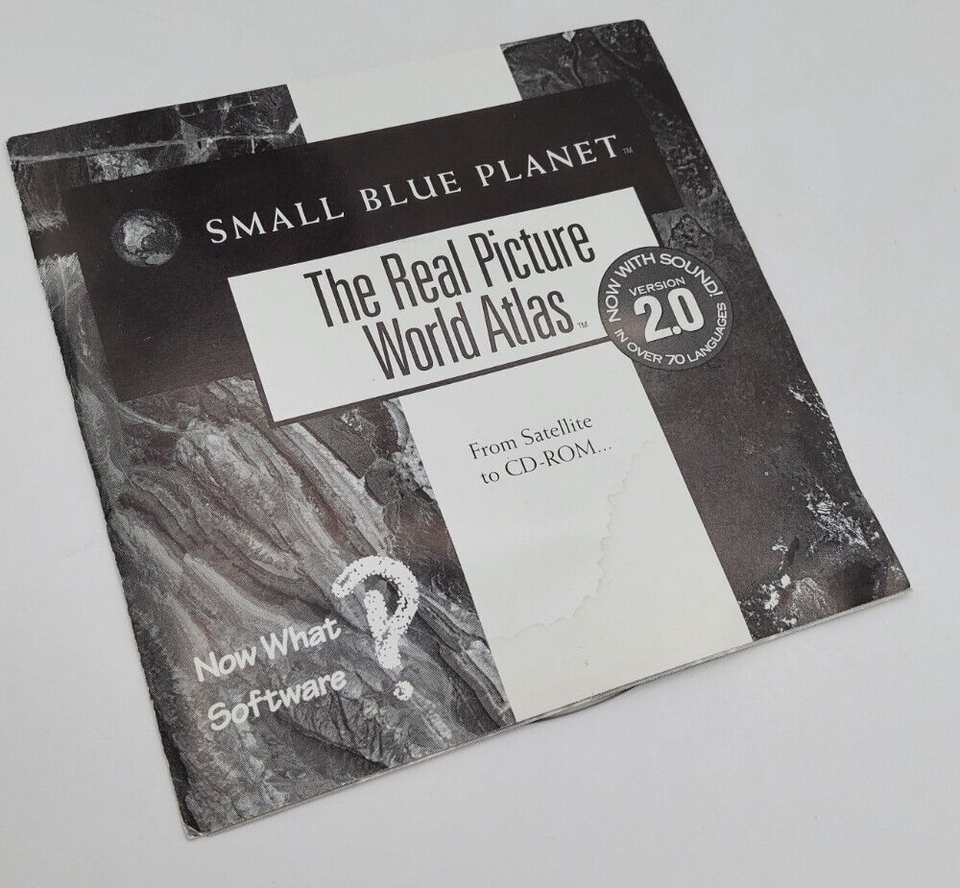 SMALL BLUE PLANET™
The Real Picture
World Atlas™
NOW WITH SOUND!
VERSION
2.0
IN OVER 70 LANGUAGES
From Satellite
to CD-ROM...
Now What
Software
?